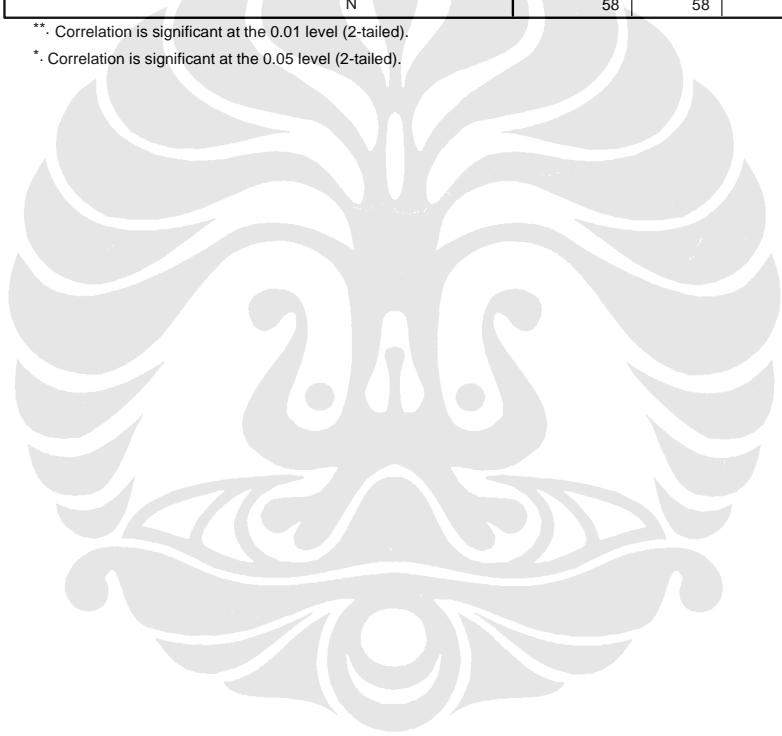 N 58 58
**. Correlation is significant at the 0.01 level (2-tailed).
*. Correlation is significant at the 0.05 level (2-tailed).